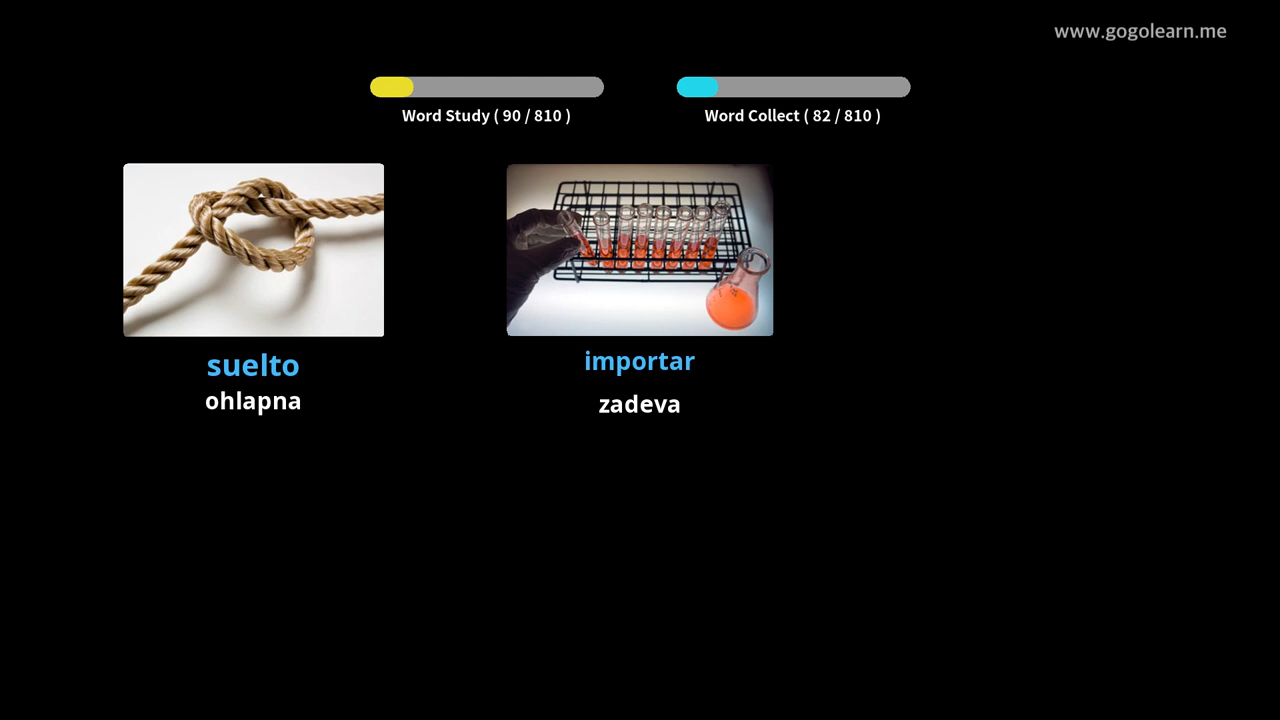 www.gogolearn.me
Word Study ( 90 / 810 )
Word Collect ( 82 / 810 )
suelto
ohlapna
importar
zadeva